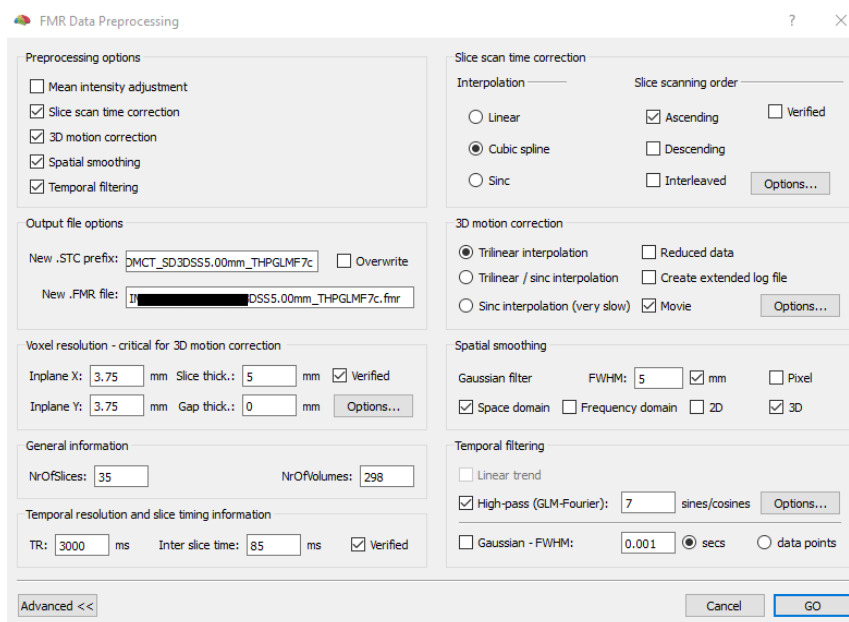 FMR Data Preprocessing
Preprocessing options
Mean intensity adjustment
Slice scan time correction
3D motion correction
Spatial smoothing
Temporal filtering
Output file options
New .STC prefix: DMCT_SD3DSS5.00mm_THPGLMF7c Overwrite
New .FMR file: DSS5.00mm_THPGLMF7c.fmr
Voxel resolution - critical for 3D motion correction
Inplane X: 3.75 mm Slice thick.: 5 mm Verified
Inplane Y: 3.75 mm Gap thick.: 0 mm Options...
General information
NrOfSlices: 35 NrOfVolumes: 298
Temporal resolution and slice timing information
TR: 3000 ms Inter slice time: 85 ms Verified
Slice scan time correction
Interpolation Slice scanning order
Linear Ascending Verified
Cubic spline Descending
Sinc Interleaved Options...
3D motion correction
Trilinear interpolation Reduced data
Trilinear / sinc interpolation Create extended log file
Sinc interpolation (very slow) Movie Options...
Spatial smoothing
Gaussian filter FWHM: 5 mm Pixel
Space domain Frequency domain 2D 3D
Temporal filtering
Linear trend
High-pass (GLM-Fourier): 7 sines/cosines Options...
Gaussian - FWHM: 0.001 secs data points
Advanced << Cancel GO